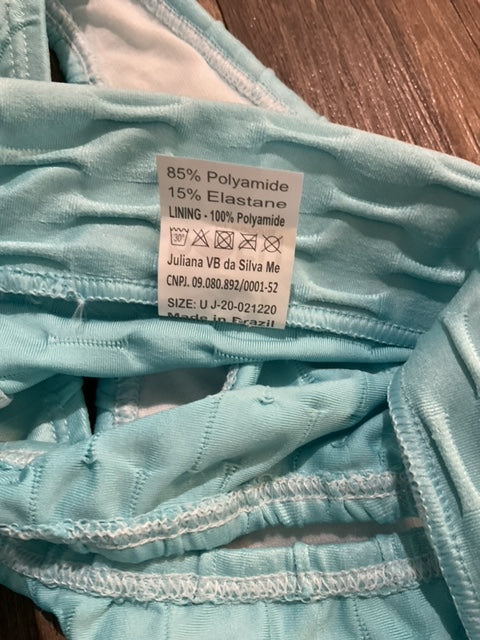 85% Polyamide
15% Elastane
LINING - 100% Polyamide
30°
Juliana VB da Silva Me
CNPJ. 09.080.892/0001-52
SIZE: U J-20-021220
Made in Brazil